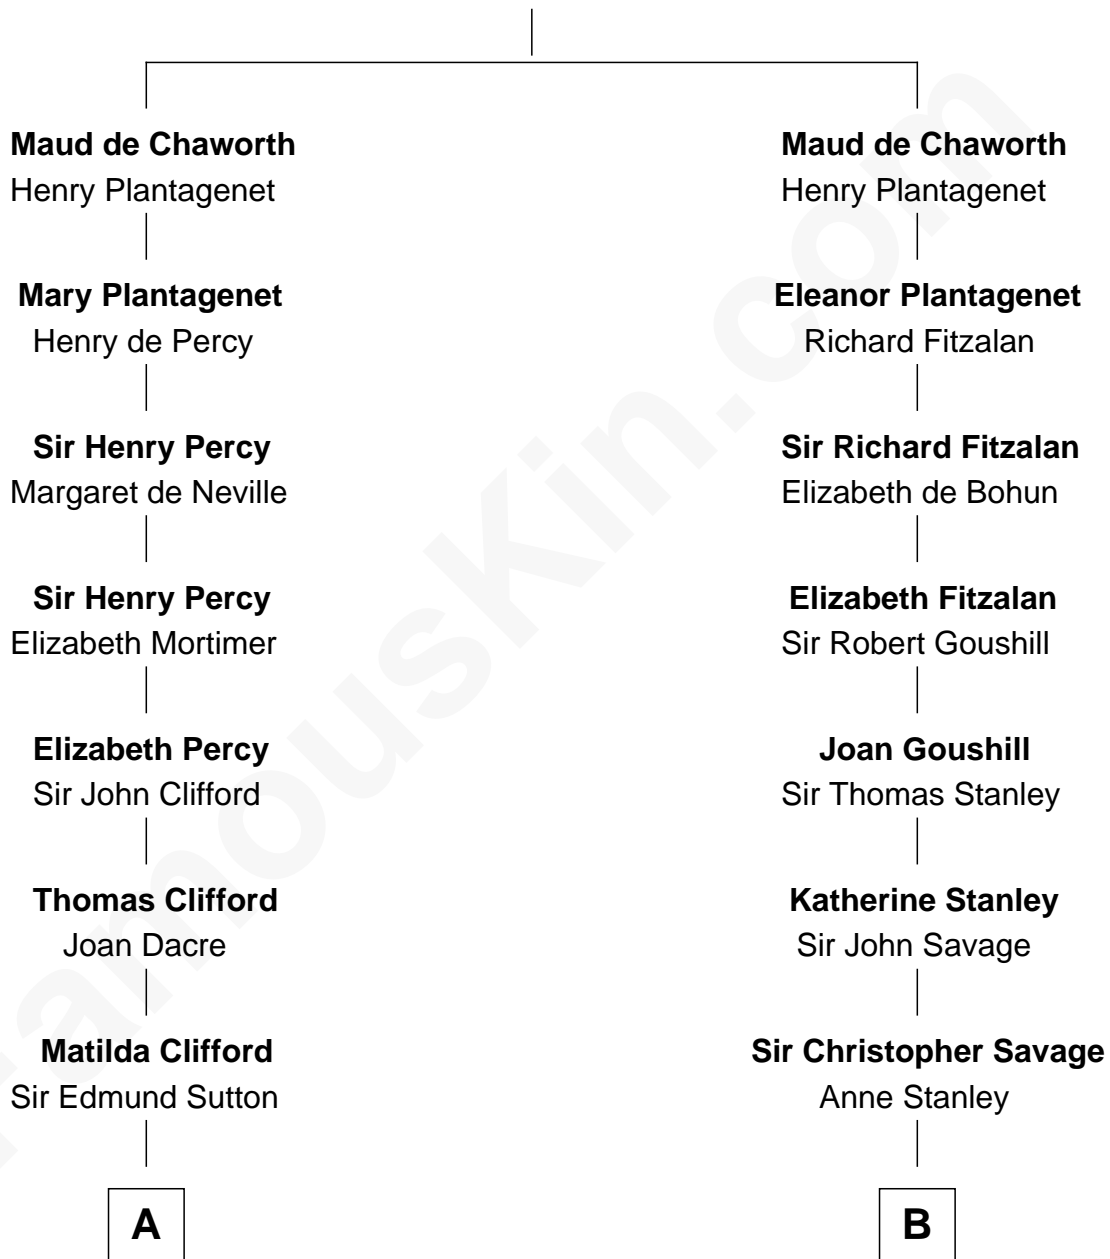 Maud de Chaworth
Henry Plantagenet
Mary Plantagenet
Henry de Percy
Sir Henry Percy
Margaret de Neville
Sir Henry Percy
Elizabeth Mortimer
Elizabeth Percy
Sir John Clifford
Thomas Clifford
Joan Dacre
Matilda Clifford
Sir Edmund Sutton
A
Maud de Chaworth
Henry Plantagenet
Eleanor Plantagenet
Richard Fitzalan
Sir Richard Fitzalan
Elizabeth de Bohun
Elizabeth Fitzalan
Sir Robert Goushill
Joan Goushill
Sir Thomas Stanley
Katherine Stanley
Sir John Savage
Sir Christopher Savage
Anne Stanley
B
FamousKin.com